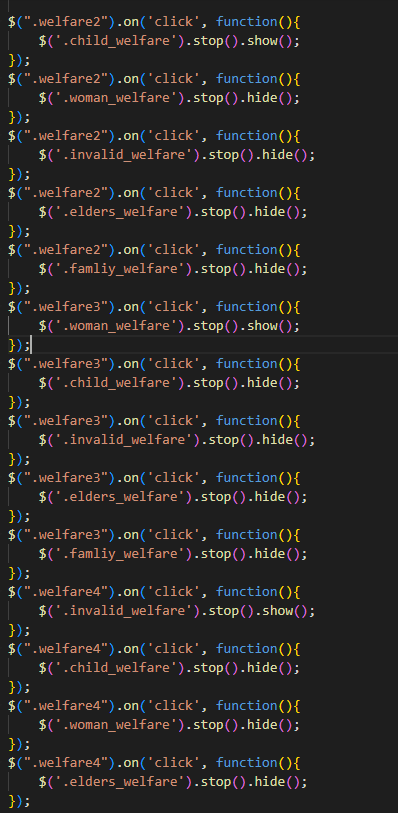 $(".welfare2").on('click', function(){
$('.child_welfare').stop().show();
});
$(".welfare2").on('click', function(){
$('.woman_welfare').stop().hide();
});
$(".welfare2").on('click', function(){
$('.invalid_welfare').stop().hide();
});
$(".welfare2").on('click', function(){
$('.elders_welfare').stop().hide();
});
$(".welfare2").on('click', function(){
$('.famliy_welfare').stop().hide();
});
$(".welfare3").on('click', function(){
$('.woman_welfare').stop().show();
});
$(".welfare3").on('click', function(){
$('.child_welfare').stop().hide();
});
$(".welfare3").on('click', function(){
$('.invalid_welfare').stop().hide();
});
$(".welfare3").on('click', function(){
$('.elders_welfare').stop().hide();
});
$(".welfare3").on('click', function(){
$('.famliy_welfare').stop().hide();
});
$(".welfare4").on('click', function(){
$('.invalid_welfare').stop().show();
});
$(".welfare4").on('click', function(){
$('.child_welfare').stop().hide();
});
$(".welfare4").on('click', function(){
$('.woman_welfare').stop().hide();
});
$(".welfare4").on('click', function(){
$('.elders_welfare').stop().hide();
});